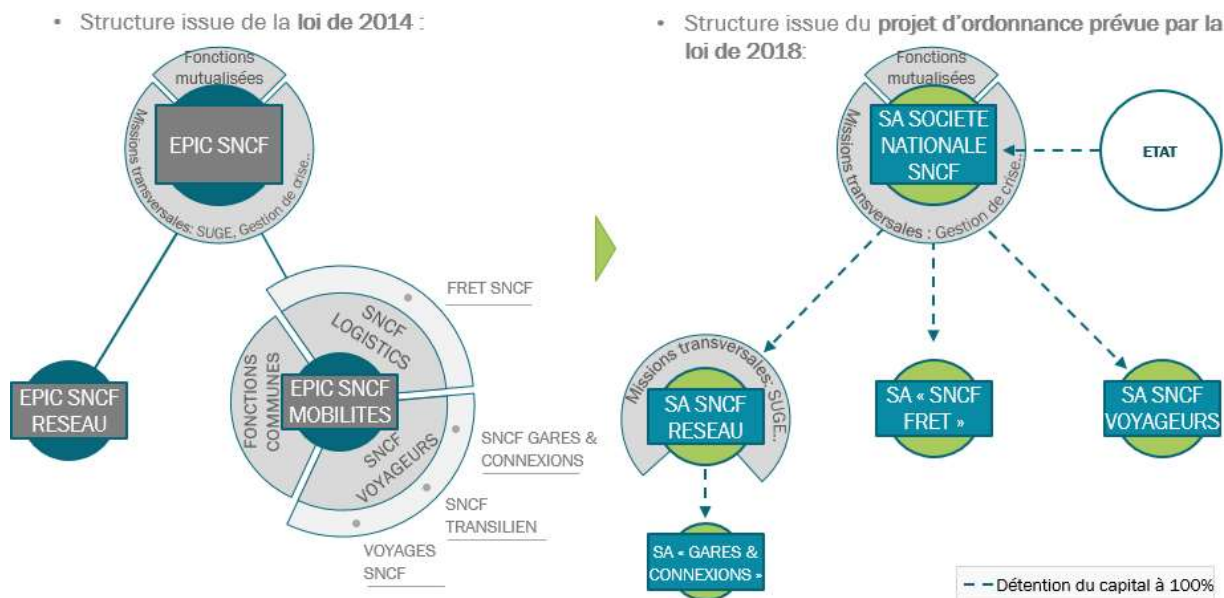 • Structure issue de la loi de 2014 :
Fonctions
mutualisées
Missions transversales: SUGE, Gestion de crise..
EPIC SNCF
FRET SNCF
SNCF
LOGISTICS
FONCTIONS
COMMUNES
EPIC SNCF
MOBILITES
EPIC SNCF
RESEAU
SNCF
VOYAGEURS
SNCF GARES &
CONNEXIONS
SNCF
TRANSILIEN
VOYAGES
SNCF
• Structure issue du projet d'ordonnance prévue par la
loi de 2018:
Fonctions
mutualisées
Missions transversales : Gestion de crise...
SA SOCIETE
NATIONALE
SNCF
ETAT
Missions transversales: SUGE..
SA SNCF
RESEAU
SA « SNCF
FRET »
SA SNCF
VOYAGEURS
SA « GARES &
CONNEXIONS »
Détention du capital à 100%